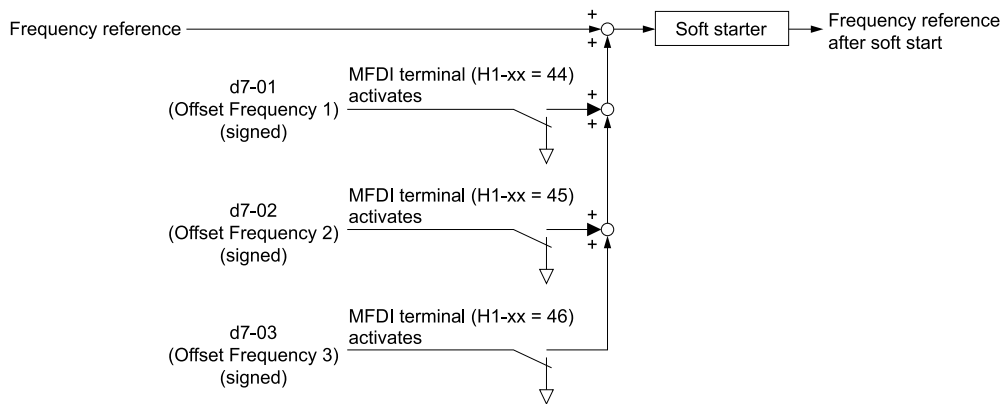 Frequency reference
+
+
Soft starter
Frequency reference
after soft start
d7-01
(Offset Frequency 1)
(signed)
MFDI terminal (H1-xx = 44)
activates
+
+
d7-02
(Offset Frequency 2)
(signed)
MFDI terminal (H1-xx = 45)
activates
+
+
d7-03
(Offset Frequency 3)
(signed)
MFDI terminal (H1-xx = 46)
activates